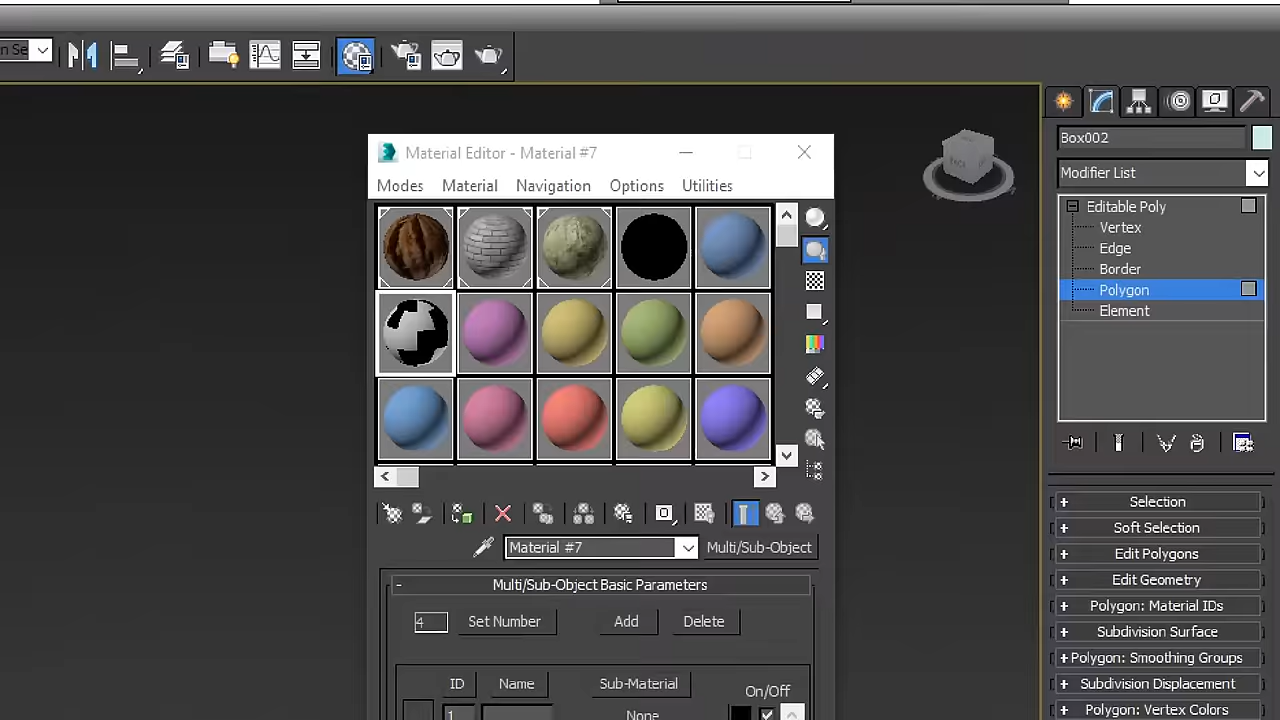 n Se
Box002
Material Editor - Material #7
Modes Material Navigation Options Utilities
Modifier List
Editable Poly
Vertex
Edge
Border
Polygon
Element
Material #7 Multi/Sub-Object
- Multi/Sub-Object Basic Parameters
4 Set Number Add Delete
ID Name Sub-Material On/Off
1 None
+ Selection
+ Soft Selection
+ Edit Polygons
+ Edit Geometry
+ Polygon: Material IDs
+ Subdivision Surface
+ Polygon: Smoothing Groups
+ Subdivision Displacement
+ Polygon: Vertex Colors